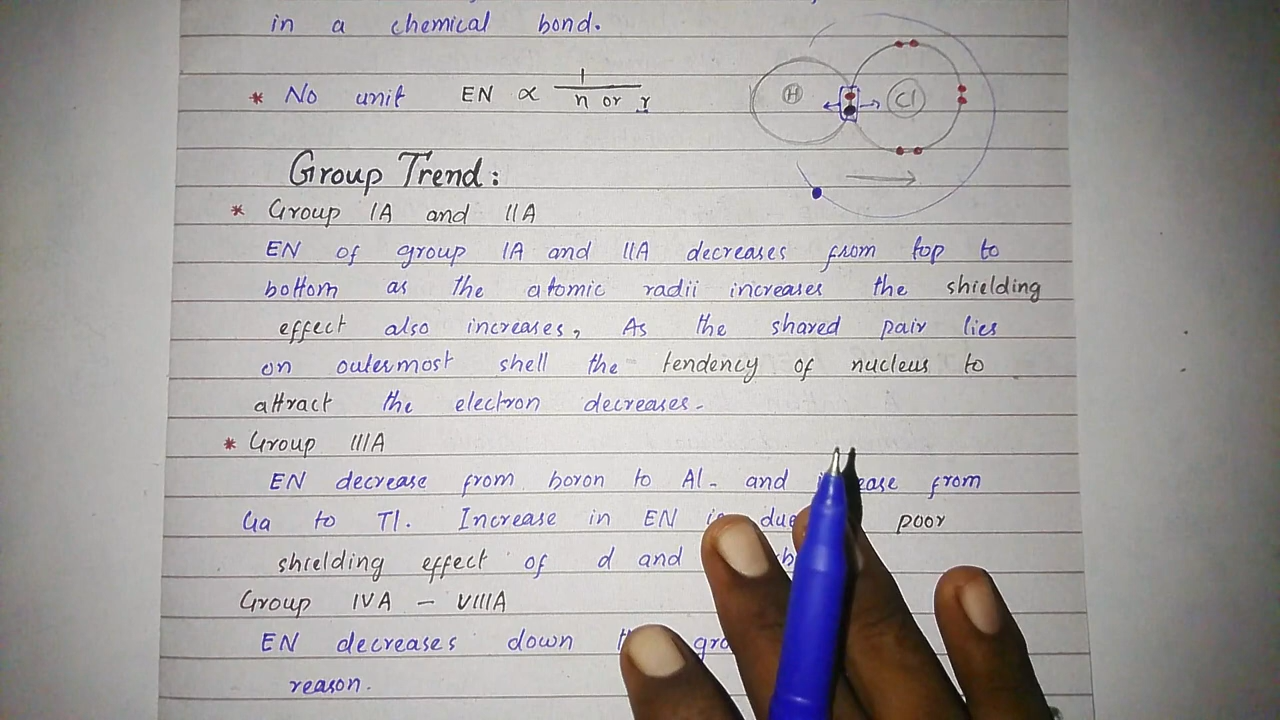 in a chemical bond.
* No unit EN ∝ 1 / n or r
H Cl
Group Trend:
* Group IA and IIA
EN of group IA and IIA decreases from top to
bottom as the atomic radii increases the shielding
effect also increases, As the shared pair lies
on outermost shell the tendency of nucleus to
attract the electron decreases.
* Group IIIA
EN decrease from boron to Al. and from
Ga to Tl. Increase in EN due poor
shielding effect of d and
Group IVA - VIIIA
EN decreases down
reason.